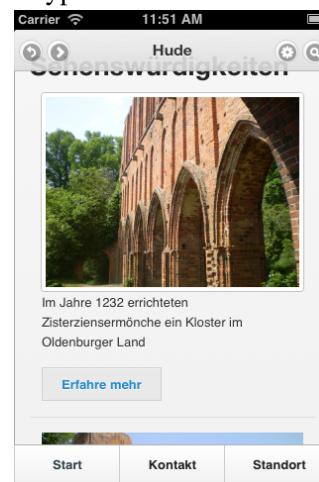 Carrier 11:51 AM
Hude
Sehenswürdigkeiten
Im Jahre 1232 errichteten
Zisterziensermönche ein Kloster im
Oldenburger Land
Erfahre mehr
Start Kontakt Standort